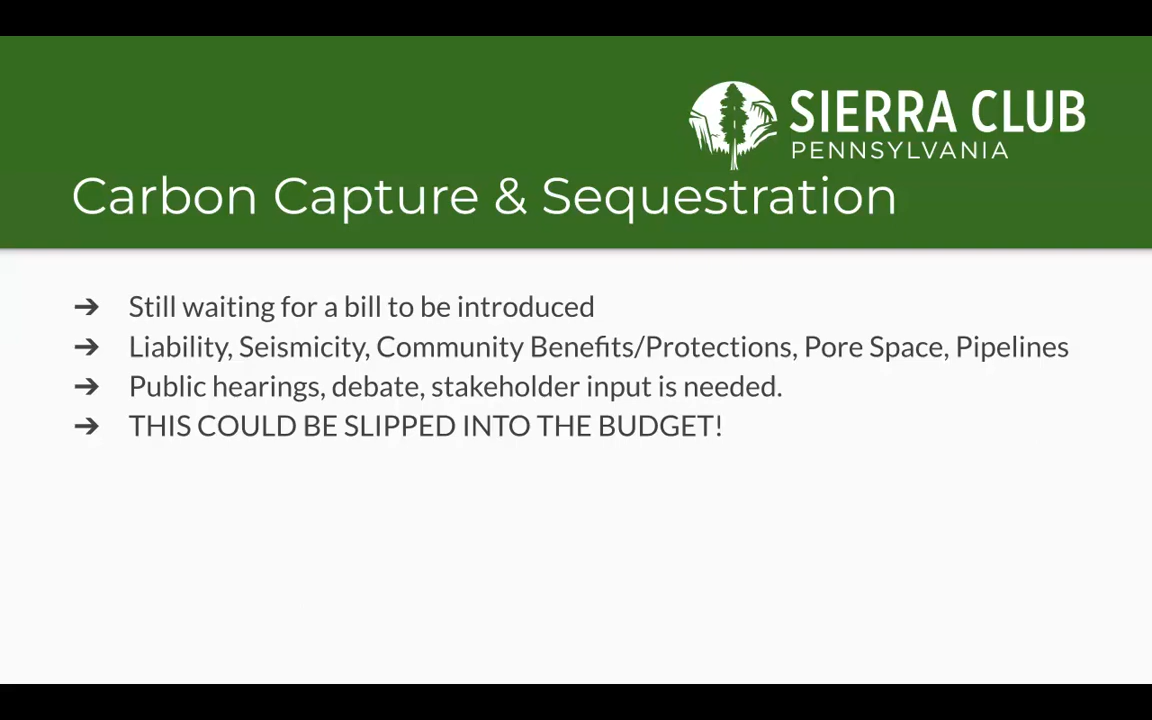 SIERRA CLUB
PENNSYLVANIA
Carbon Capture & Sequestration
➔ Still waiting for a bill to be introduced
➔ Liability, Seismicity, Community Benefits/Protections, Pore Space, Pipelines
➔ Public hearings, debate, stakeholder input is needed.
➔ THIS COULD BE SLIPPED INTO THE BUDGET!